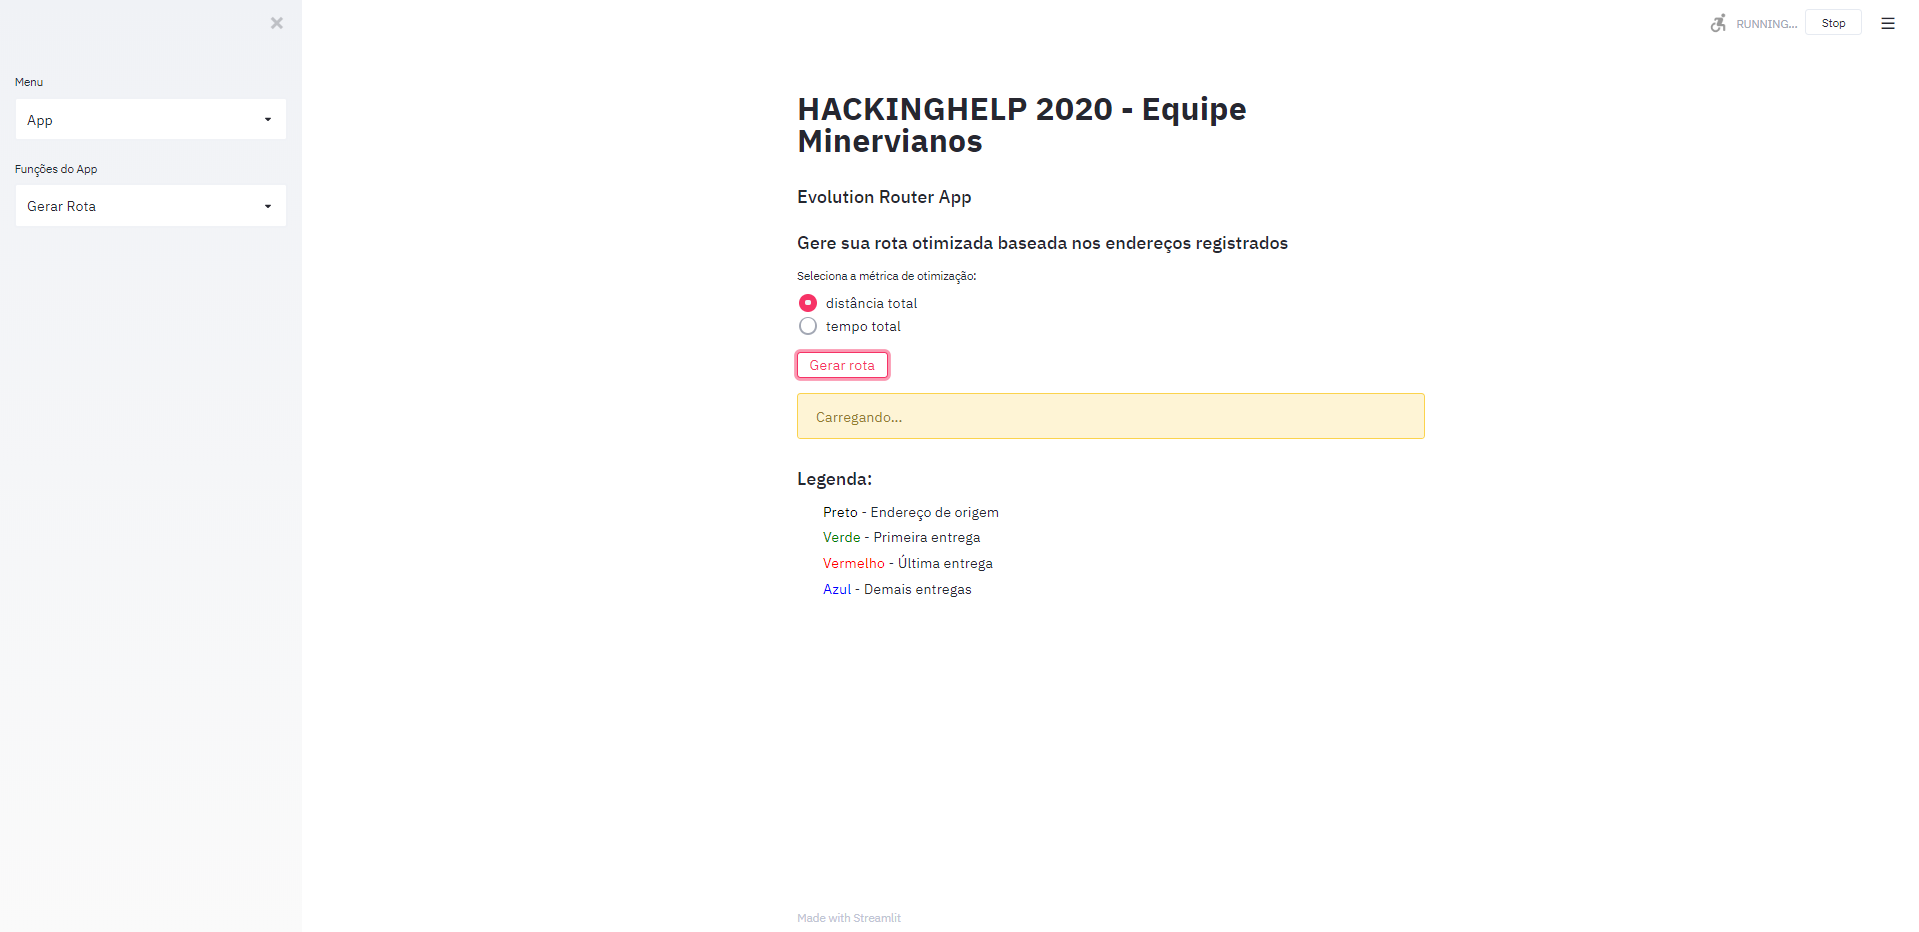 RUNNING...
Stop
Menu
App
Funções do App
Gerar Rota
HACKINGHELP 2020 - Equipe
Minervianos
Evolution Router App
Gere sua rota otimizada baseada nos endereços registrados
Seleciona a métrica de otimização:
distância total
tempo total
Gerar rota
Carregando...
Legenda:
Preto - Endereço de origem
Verde - Primeira entrega
Vermelho - Última entrega
Azul - Demais entregas
Made with Streamlit